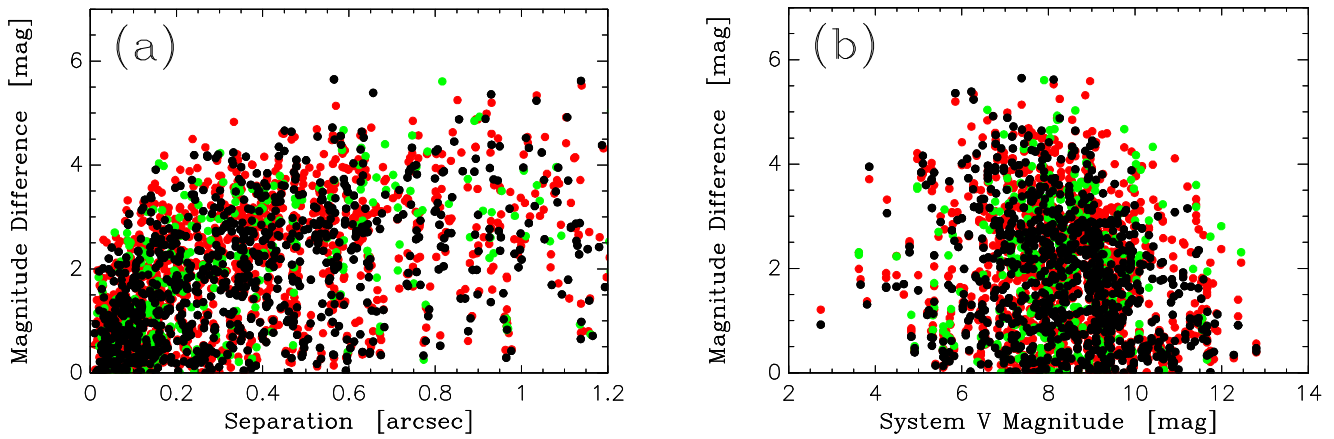 (a)
Magnitude Difference [mag]
6
4
2
0
0 0.2 0.4 0.6 0.8 1 1.2
Separation [arcsec]
(b)
Magnitude Difference [mag]
6
4
2
0
2 4 6 8 10 12 14
System V Magnitude [mag]